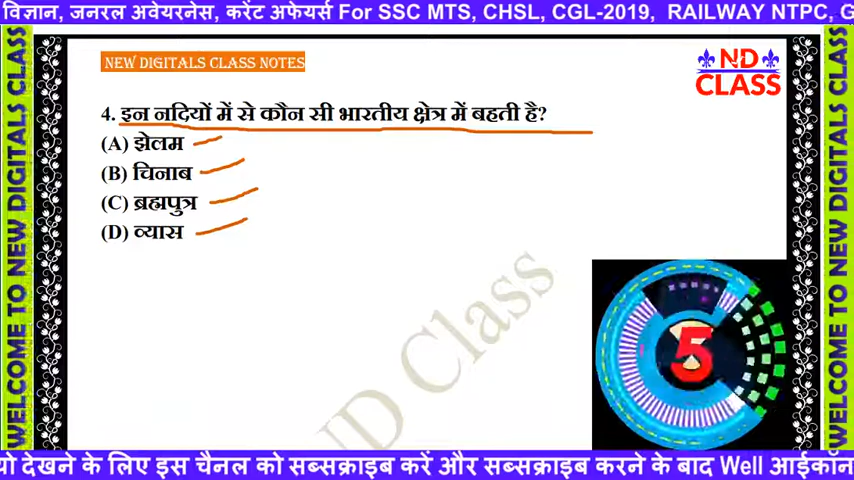 विज्ञान, जनरल अवेयरनेस, करेंट अफेयर्स For SSC MTS, CHSL, CGL-2019, RAILWAY NTPC, G
NEW DIGITALS CLASS NOTES
ND
CLASS
4. इन नदियों में से कौन सी भारतीय क्षेत्र में बहती है?
(A) झेलम
(B) चिनाब
(C) ब्रह्मपुत्र
(D) व्यास
5
ND Class
WELCOME TO NEW DIGITALS CLASS
WELCOME TO NEW DIGITALS CLASS
यो देखने के लिए इस चैनल को सब्सक्राइब करें और सब्सक्राइब करने के बाद Well आईकान